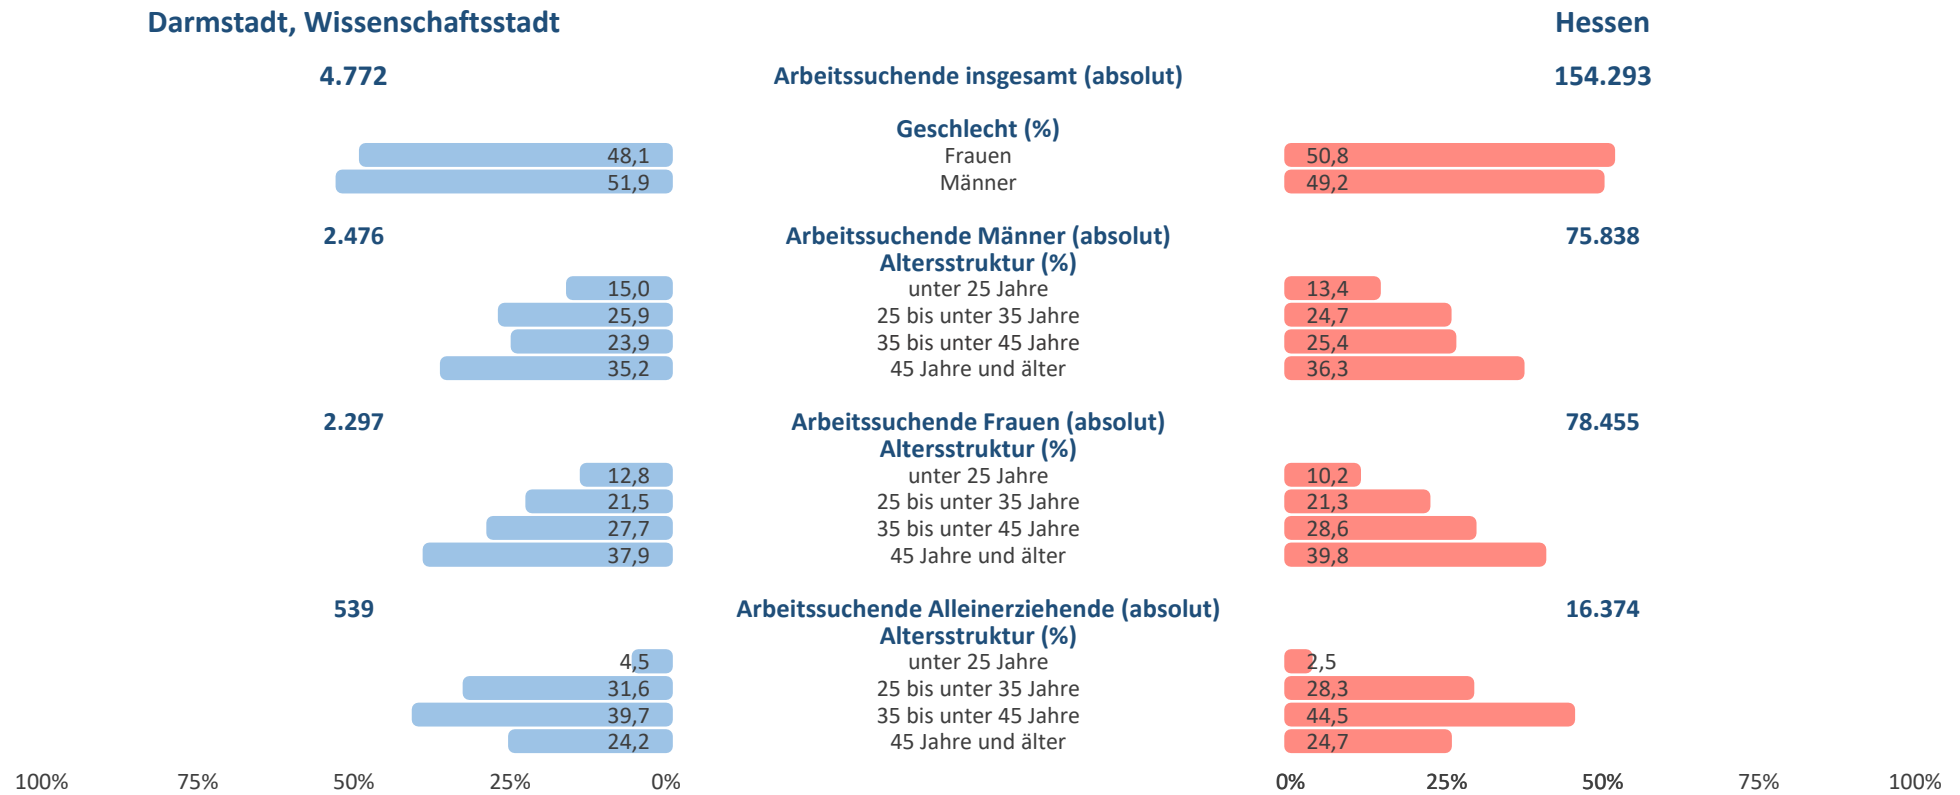 Darmstadt, Wissenschaftsstadt Hessen
4.772 Arbeitssuchende insgesamt (absolut) 154.293
Geschlecht (%)
48,1 Frauen 50,8
51,9 Männer 49,2
2.476 Arbeitssuchende Männer (absolut) 75.838
Altersstruktur (%)
15,0 unter 25 Jahre 13,4
25,9 25 bis unter 35 Jahre 24,7
23,9 35 bis unter 45 Jahre 25,4
35,2 45 Jahre und älter 36,3
2.297 Arbeitssuchende Frauen (absolut) 78.455
Altersstruktur (%)
12,8 unter 25 Jahre 10,2
21,5 25 bis unter 35 Jahre 21,3
27,7 35 bis unter 45 Jahre 28,6
37,9 45 Jahre und älter 39,8
539 Arbeitssuchende Alleinerziehende (absolut) 16.374
Altersstruktur (%)
4,5 unter 25 Jahre 2,5
31,6 25 bis unter 35 Jahre 28,3
39,7 35 bis unter 45 Jahre 44,5
24,2 45 Jahre und älter 24,7
100% 75% 50% 25% 0% 0% 25% 50% 75% 100%